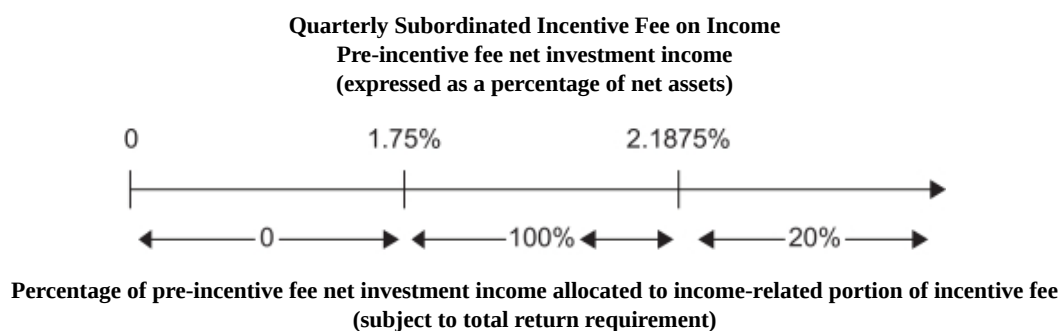 Quarterly Subordinated Incentive Fee on Income
Pre-incentive fee net investment income
(expressed as a percentage of net assets)
0 1.75% 2.1875%
0 100% 20%
Percentage of pre-incentive fee net investment income allocated to income-related portion of incentive fee
(subject to total return requirement)